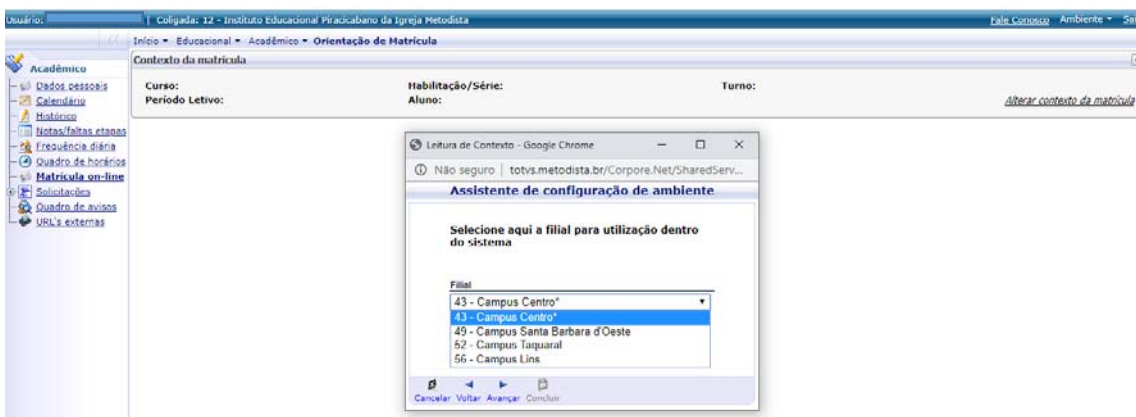 Usuário:
| Coligada: 12 - Instituto Educacional Piracicabano da Igreja Metodista
Fale Conosco Ambiente
Início Educacional Acadêmico Orientação de Matrícula
Acadêmico
Dados pessoais
Calendário
Histórico
Notas/faltas etapas
Frequência diária
Quadro de horários
Matrícula on-line
Solicitações
Quadro de avisos
URL's externas
Contexto da matrícula
Curso: Habilitação/Série: Turno:
Período Letivo: Aluno: Alterar contexto da matrícula
Leitura de Contexto - Google Chrome
Não seguro | totvs.metodista.br/Corpore.Net/SharedServ...
Assistente de configuração de ambiente
Selecione aqui a filial para utilização dentro
do sistema
Filial
43 - Campus Centro*
43 - Campus Centro*
49 - Campus Santa Barbara d'Oeste
52 - Campus Taquaral
56 - Campus Lins
Cancelar Voltar Avançar Concluir